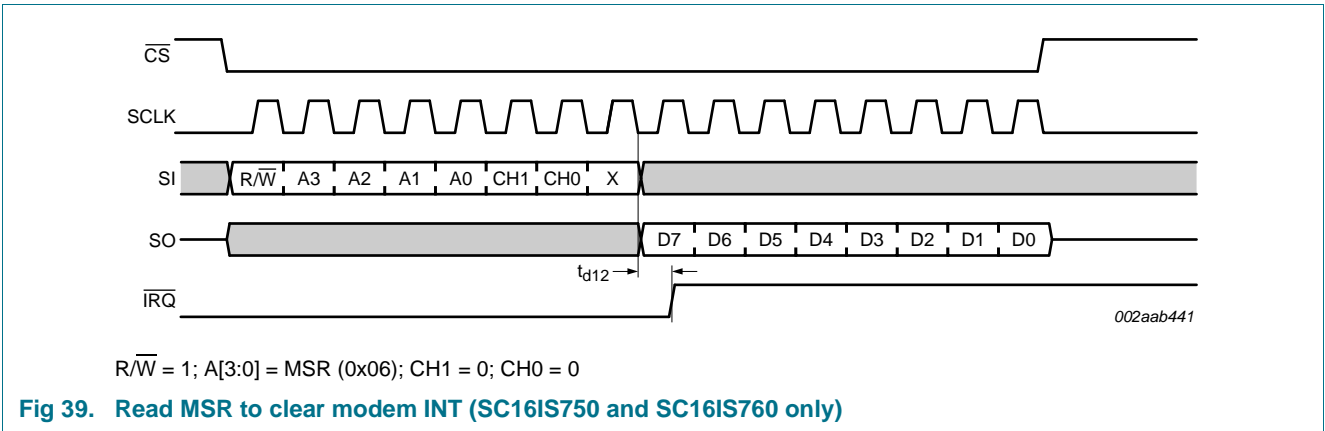 C̅S̅
SCLK
SI R/W̅ A3 A2 A1 A0 CH1 CH0 X
SO D7 D6 D5 D4 D3 D2 D1 D0
td12
I̅R̅Q̅
002aab441
R/W̅ = 1; A[3:0] = MSR (0x06); CH1 = 0; CH0 = 0
Fig 39. Read MSR to clear modem INT (SC16IS750 and SC16IS760 only)